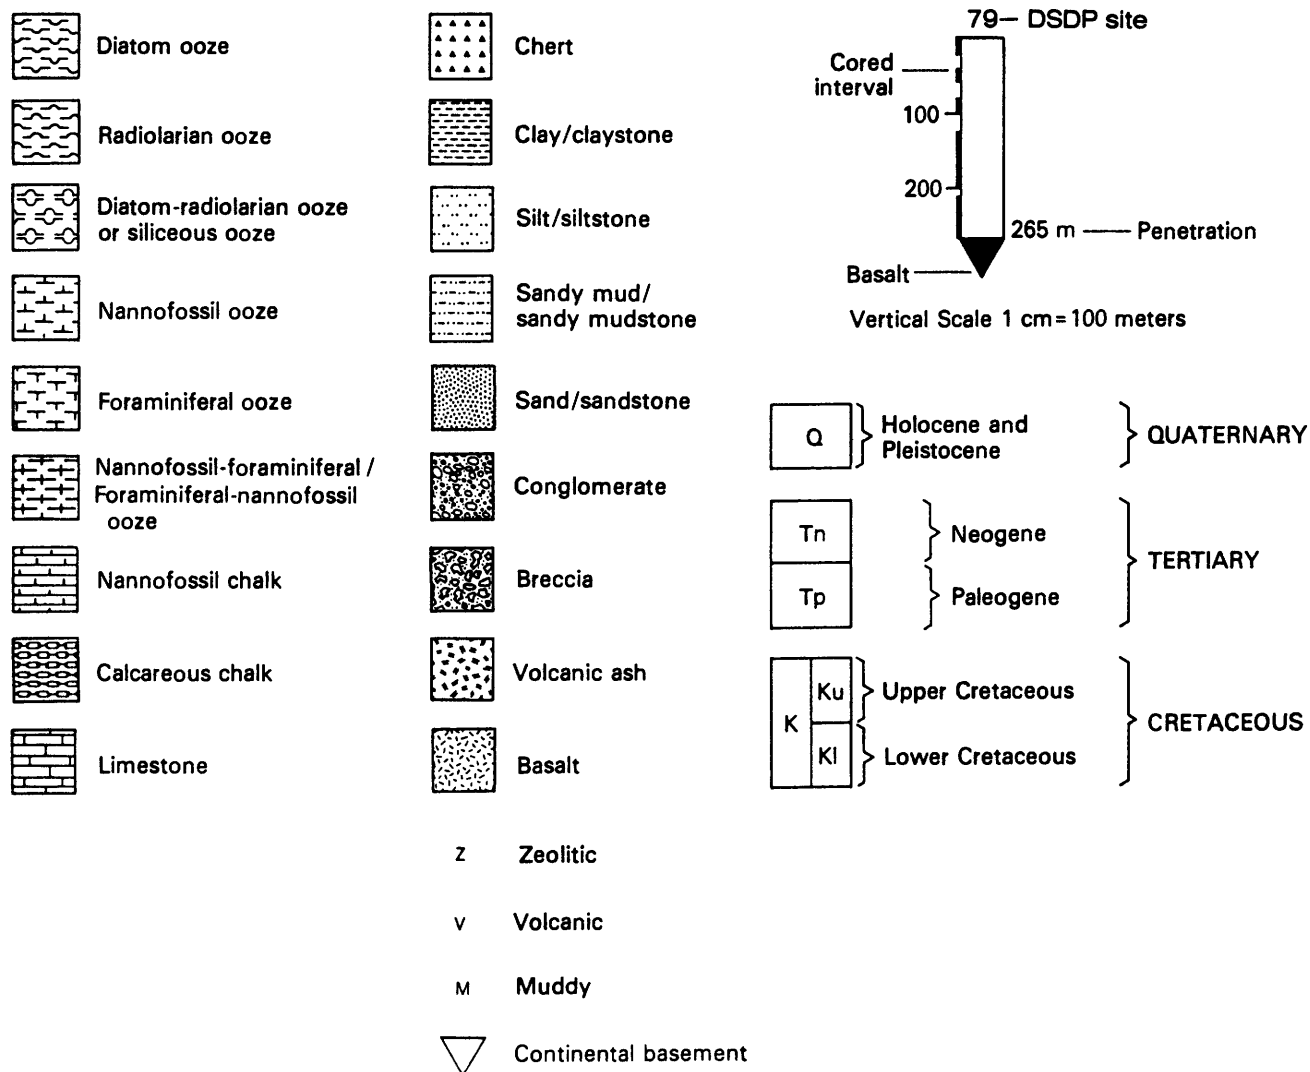 Diatom ooze
Radiolarian ooze
Diatom-radiolarian ooze
or siliceous ooze
Nannofossil ooze
Foraminiferal ooze
Nannofossil-foraminiferal /
Foraminiferal-nannofossil
ooze
Nannofossil chalk
Calcareous chalk
Limestone
Chert
Clay/claystone
Silt/siltstone
Sandy mud/
sandy mudstone
Sand/sandstone
Conglomerate
Breccia
Volcanic ash
Basalt
Z Zeolitic
V Volcanic
M Muddy
Continental basement
79— DSDP site
Cored
interval
100
200
265 m — Penetration
Basalt
Vertical Scale 1 cm = 100 meters
Q Holocene and
Pleistocene
QUATERNARY
Tn Neogene
Tp Paleogene
TERTIARY
K
Ku Upper Cretaceous
Kl Lower Cretaceous
CRETACEOUS